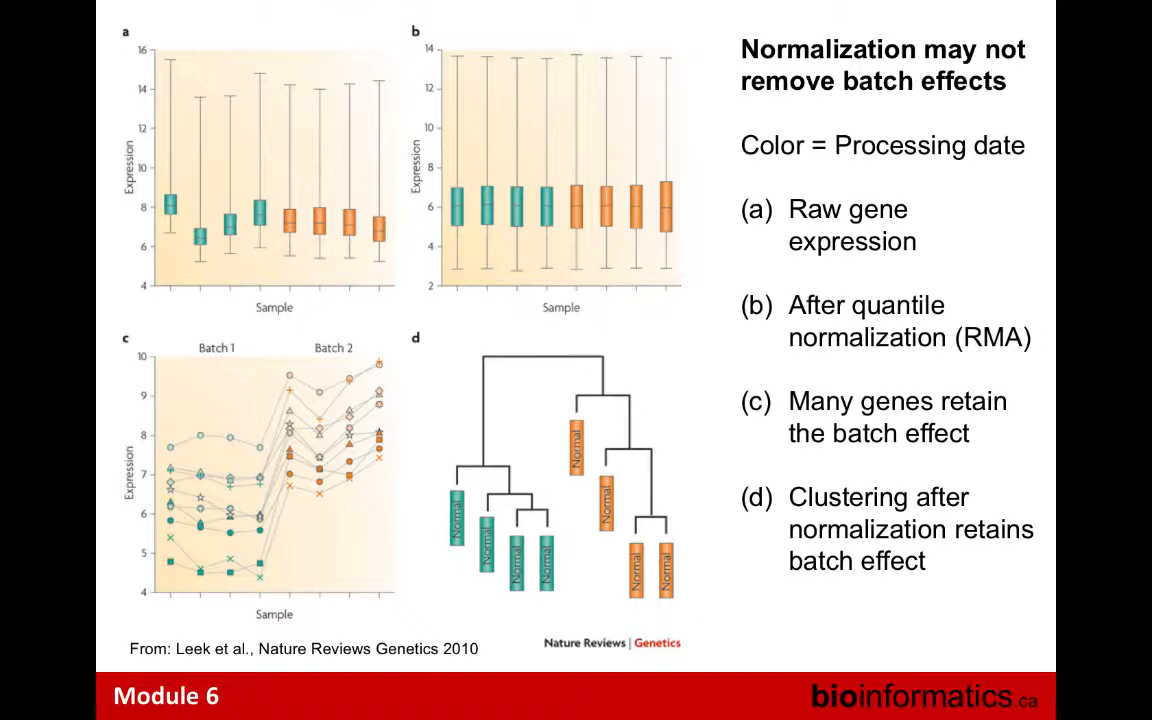 a
16
14
12
10
8
6
4
Expression
Sample
b
14
12
10
8
6
4
2
Expression
Sample
c
Batch 1
Batch 2
10
9
8
7
6
5
4
Expression
Sample
d
Normal
Normal
Normal
Normal
Normal
Normal
Normal
Normal
Nature Reviews | Genetics
From: Leek et al., Nature Reviews Genetics 2010
Normalization may not
remove batch effects
Color = Processing date
(a) Raw gene
expression
(b) After quantile
normalization (RMA)
(c) Many genes retain
the batch effect
(d) Clustering after
normalization retains
batch effect
Module 6
bioinformatics.ca